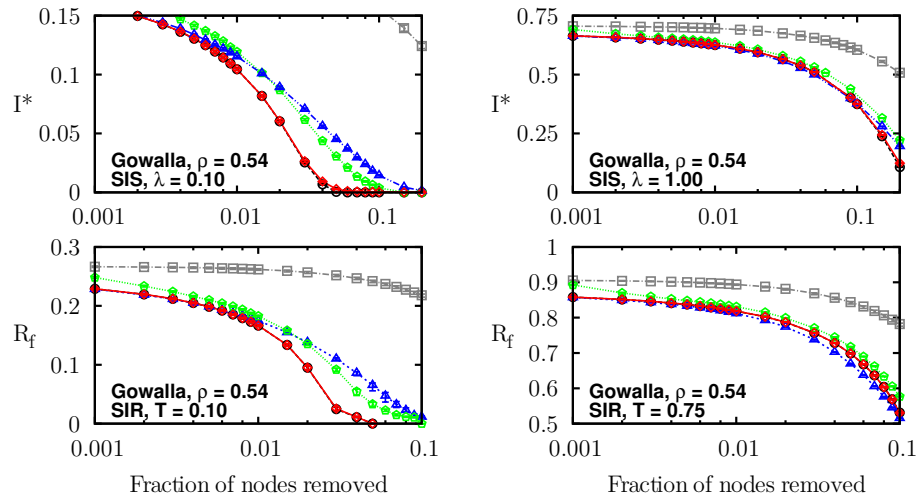 0.15
0.10
I*
0.05
0
Gowalla, ρ = 0.54
SIS, λ = 0.10
0.001
0.01
0.1
0.75
0.50
I*
0.25
0
Gowalla, ρ = 0.54
SIS, λ = 1.00
0.001
0.01
0.1
0.3
0.2
R_f
0.1
0
Gowalla, ρ = 0.54
SIR, T = 0.10
0.001
0.01
0.1
Fraction of nodes removed
1
0.9
0.8
R_f
0.7
0.6
0.5
Gowalla, ρ = 0.54
SIR, T = 0.75
0.001
0.01
0.1
Fraction of nodes removed